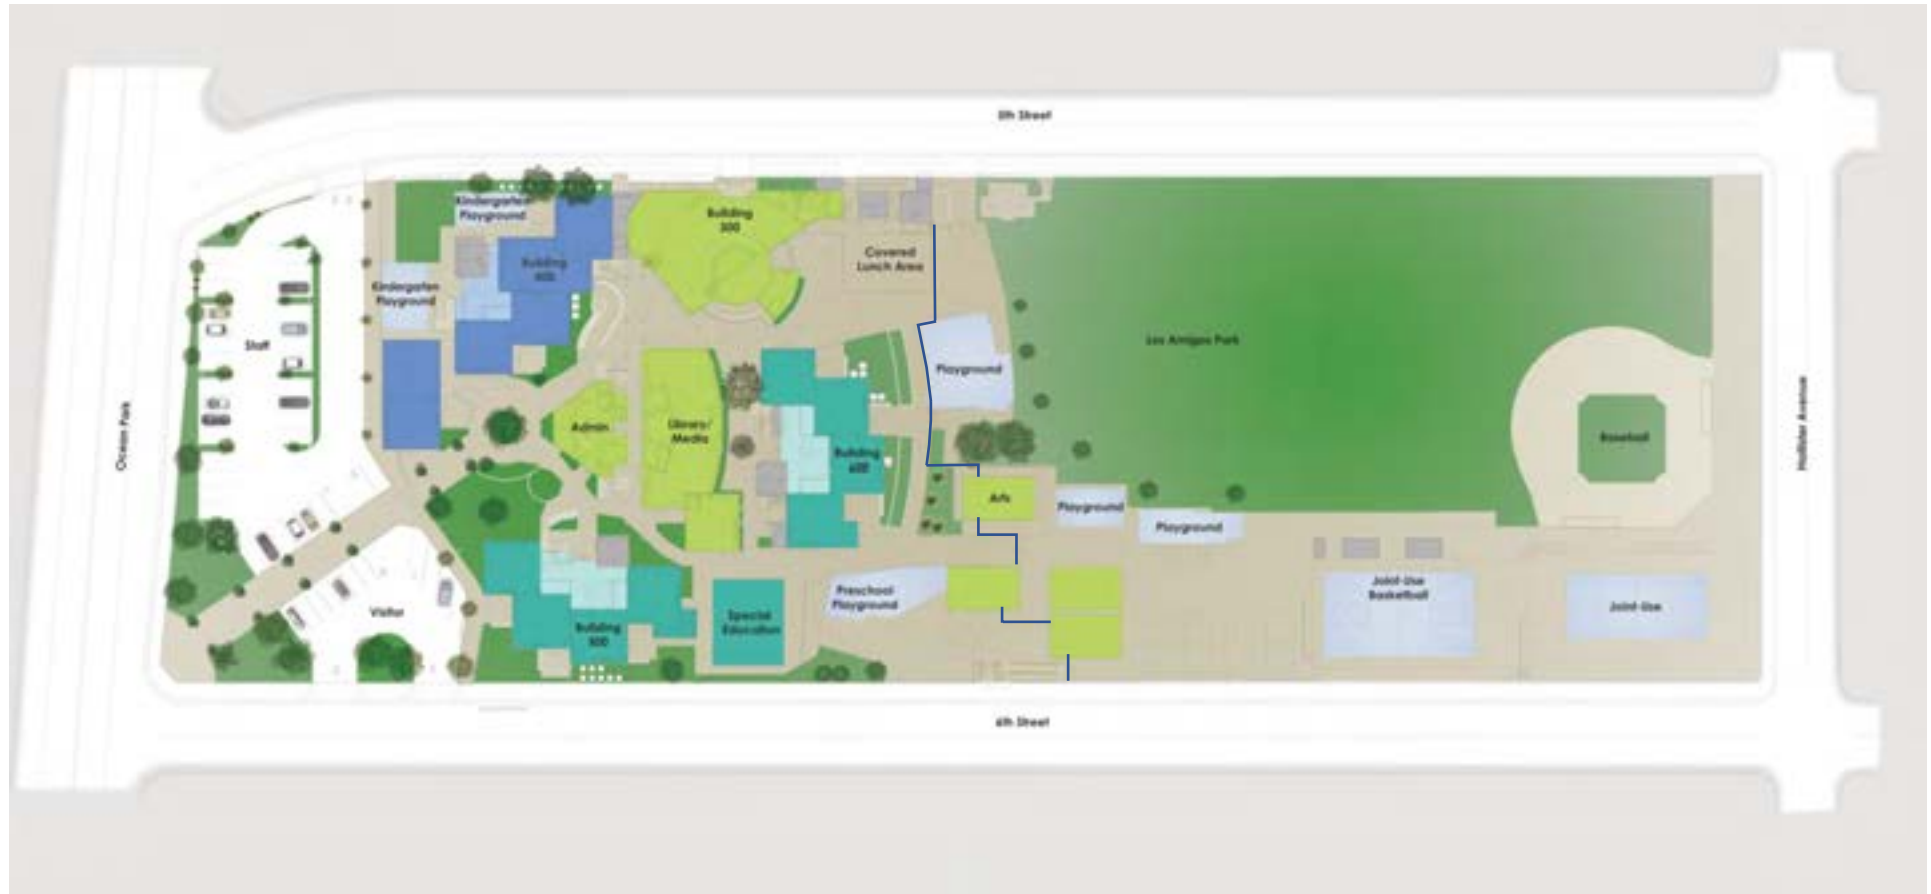 5th Street
Kindergarten
Playground
Building
300
Covered
Lunch Area
Building
Kindergarten
Playground
Staff
Los Amigos Park
Playground
Ocean Park
Hollister Avenue
Admin
Library/
Media
Building
600
Baseball
Arts
Playground
Playground
Preschool
Playground
Joint-Use
Basketball
Joint-Use
Visitor
Building
Special
Education
6th Street